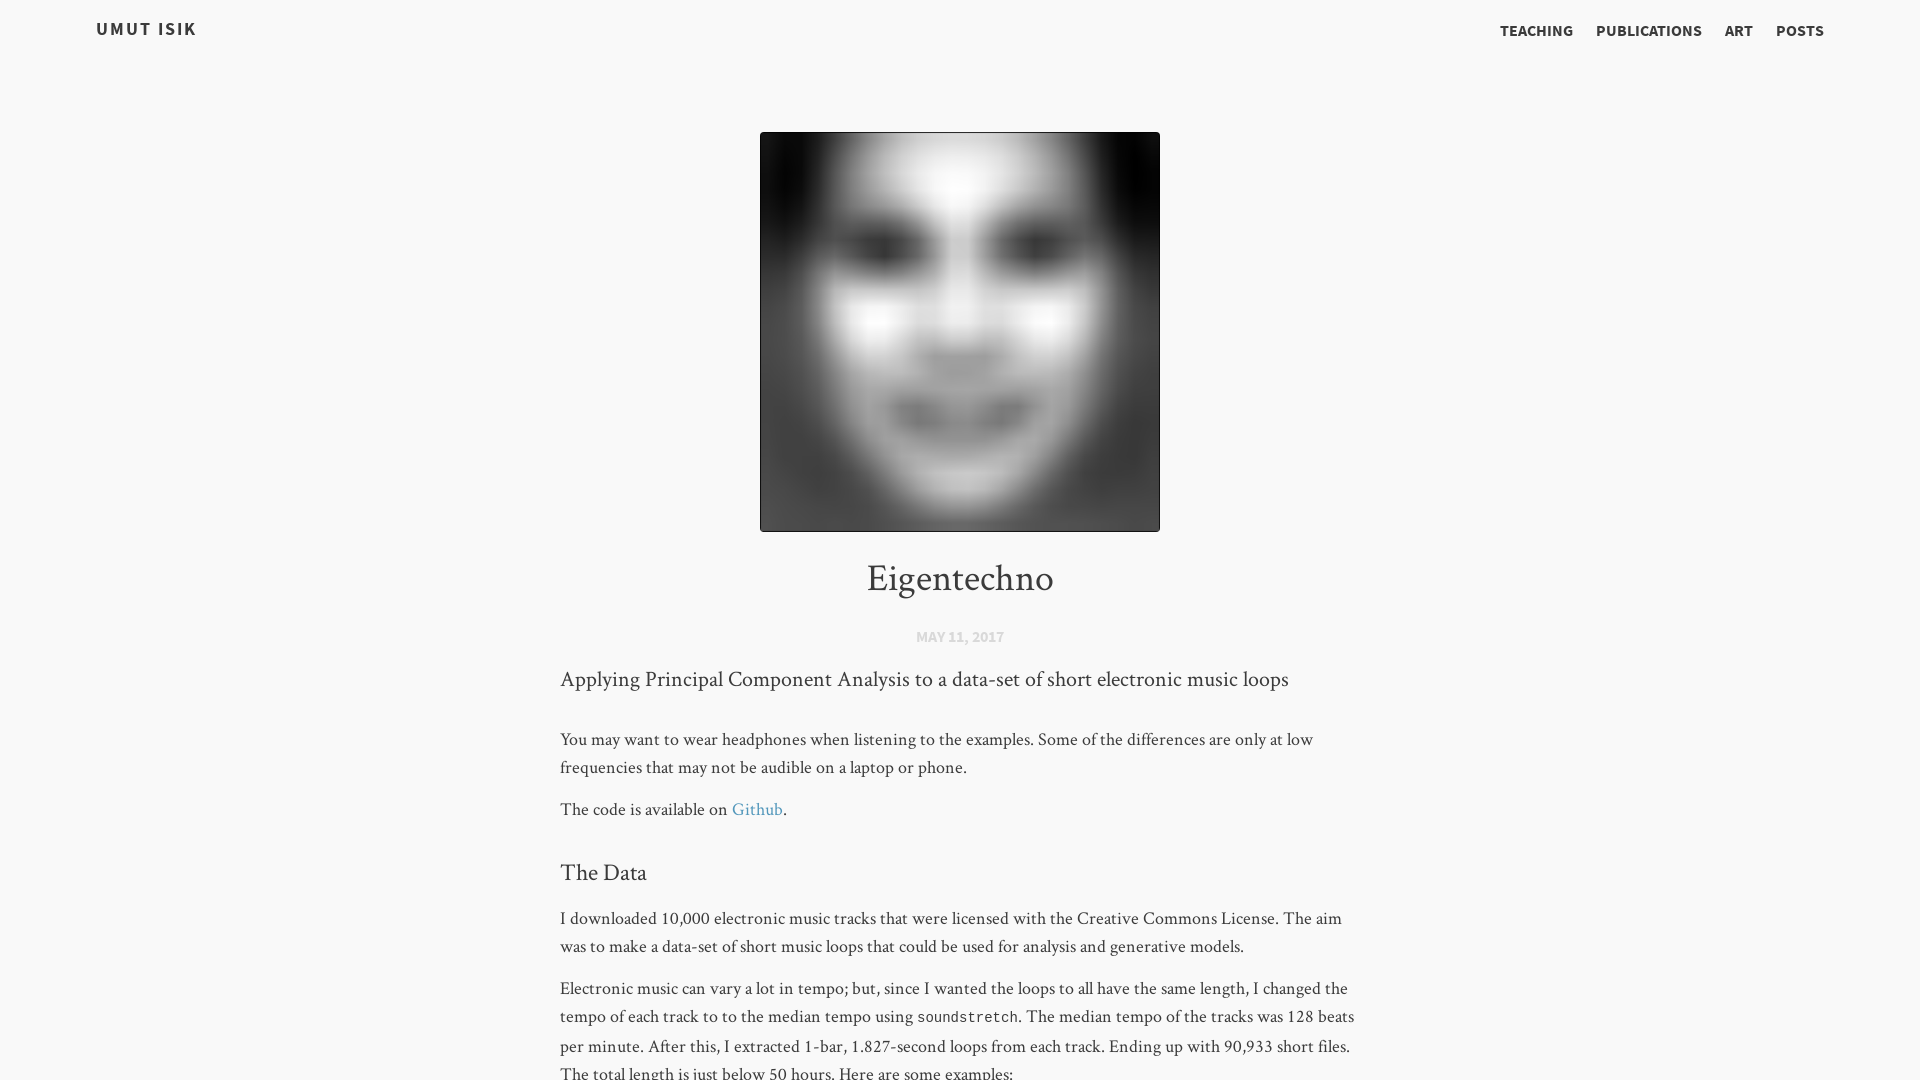 UMUT ISIK
TEACHING PUBLICATIONS ART POSTS
Eigentechno
MAY 11, 2017
Applying Principal Component Analysis to a data-set of short electronic music loops
You may want to wear headphones when listening to the examples. Some of the differences are only at low
frequencies that may not be audible on a laptop or phone.
The code is available on Github.
The Data
I downloaded 10,000 electronic music tracks that were licensed with the Creative Commons License. The aim
was to make a data-set of short music loops that could be used for analysis and generative models.
Electronic music can vary a lot in tempo; but, since I wanted the loops to all have the same length, I changed the
tempo of each track to to the median tempo using soundstretch. The median tempo of the tracks was 128 beats
per minute. After this, I extracted 1-bar, 1.827-second loops from each track. Ending up with 90,933 short files.
The total length is just below 50 hours. Here are some examples: